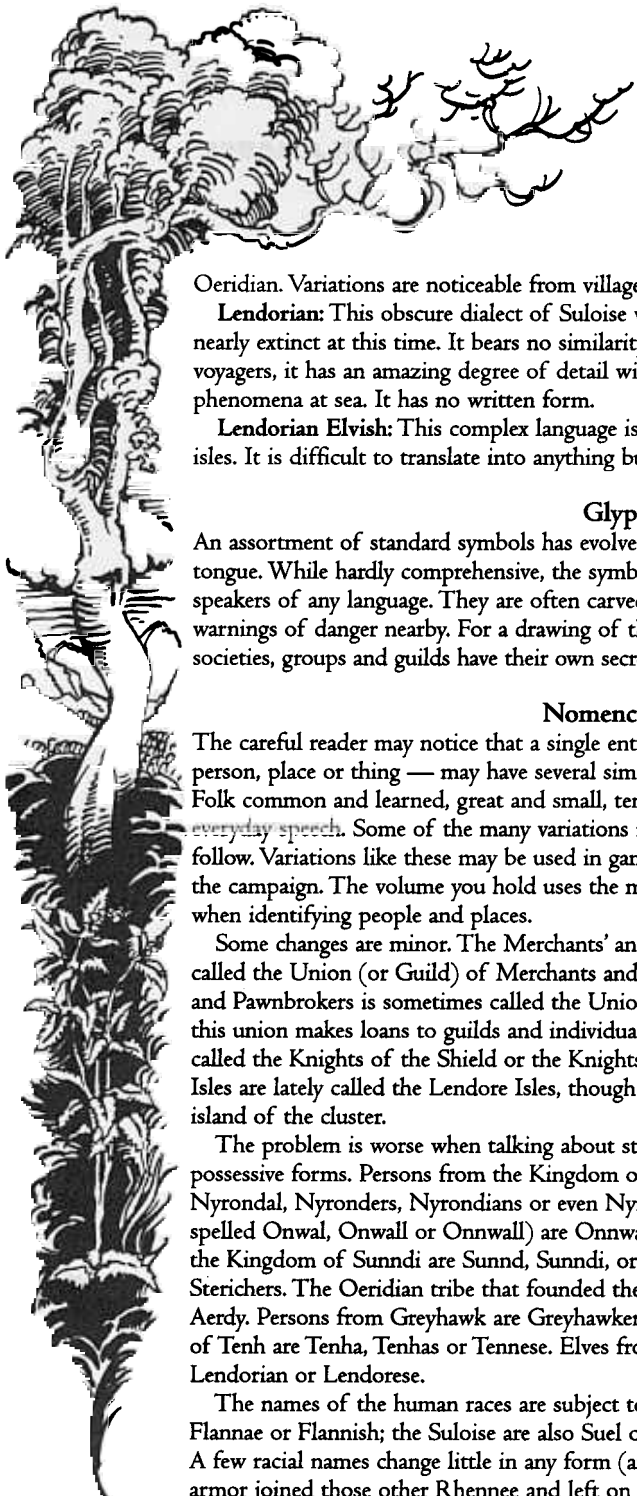 Oeridian. Variations are noticeable from village
Lendorian: This obscure dialect of Suloise
nearly extinct at this time. It bears no similarit
voyagers, it has an amazing degree of detail wi
phenomena at sea. It has no written form.
Lendorian Elvish: This complex language is
isles. It is difficult to translate into anything bu
Glyp
An assortment of standard symbols has evolve
tongue. While hardly comprehensive, the symb
speakers of any language. They are often carve
warnings of danger nearby. For a drawing of t
societies, groups and guilds have their own secr
Nomenc
The careful reader may notice that a single ent
person, place or thing — may have several sim
Folk common and learned, great and small, ten
everyday speech. Some of the many variations
follow. Variations like these may be used in gam
the campaign. The volume you hold uses the m
when identifying people and places.
Some changes are minor. The Merchants' an
called the Union (or Guild) of Merchants and
and Pawnbrokers is sometimes called the Unio
this union makes loans to guilds and individua
called the Knights of the Shield or the Knights
Isles are lately called the Lendore Isles, though
island of the cluster.
The problem is worse when talking about st
possessive forms. Persons from the Kingdom o
Nyrondal, Nyronders, Nyrondians or even Ny
spelled Onwal, Onwall or Onnwall) are Onnwa
the Kingdom of Sunndi are Sunnd, Sunndi, or
Sterichers. The Oeridian tribe that founded the
Aerdy. Persons from Greyhawk are Greyhawker
of Tenh are Tenha, Tenhas or Tennese. Elves fro
Lendorian or Lendorese.
The names of the human races are subject to
Flannae or Flannish; the Suloise are also Suel o
A few racial names change little in any form (a
armor joined those other Rhennee and left on